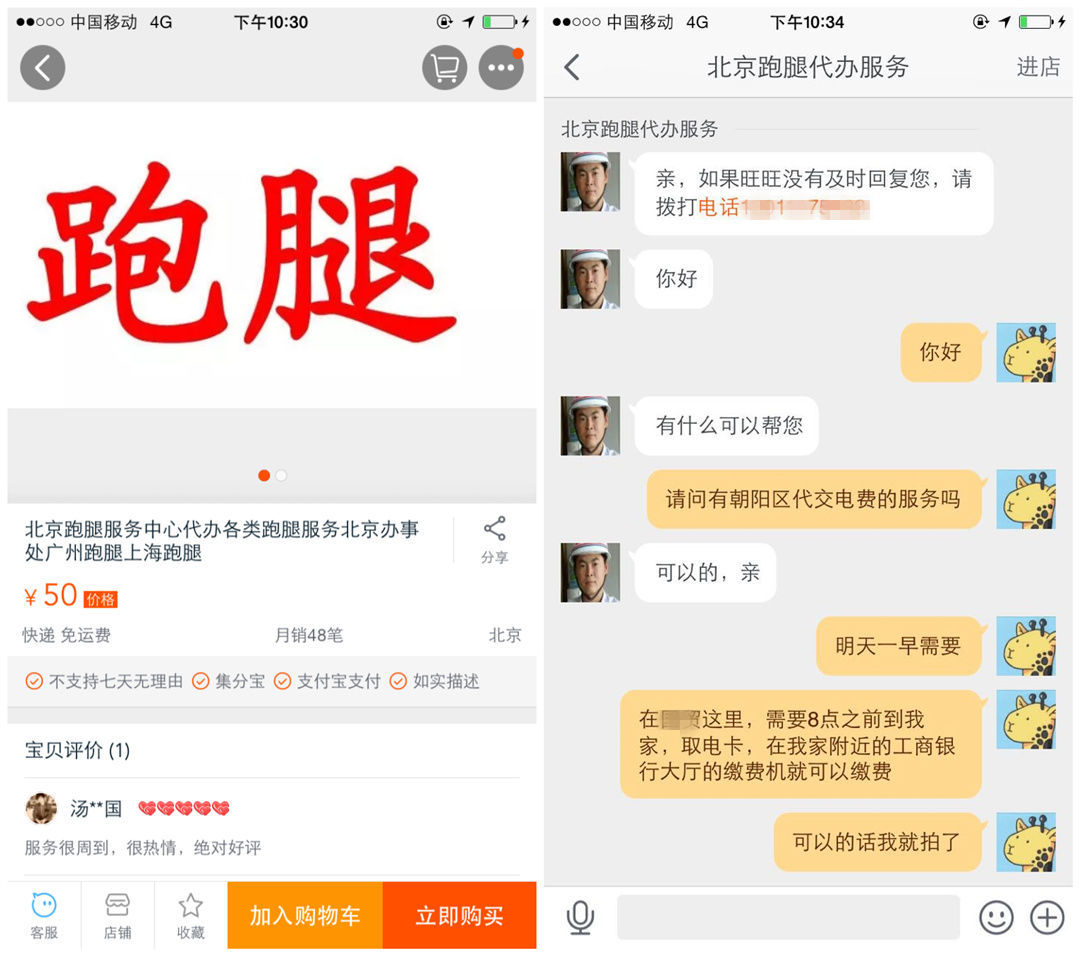 中国移动 4G 下午10:30
跑腿
北京跑腿服务中心代办各类跑腿服务北京办事
处广州跑腿上海跑腿
分享
¥ 50 价格
快递 免运费 月销48笔 北京
不支持七天无理由 集分宝 支付宝支付 如实描述
宝贝评价 (1)
汤**国
服务很周到，很热情，绝对好评
客服 店铺 收藏 加入购物车 立即购买
中国移动 4G 下午10:34
北京跑腿代办服务 进店
北京跑腿代办服务
亲，如果旺旺没有及时回复您，请
拨打电话
你好
你好
有什么可以帮您
请问有朝阳区代交电费的服务吗
可以的，亲
明天一早需要
在这里，需要8点之前到我
家，取电卡，在我家附近的工商银
行大厅的缴费机就可以缴费
可以的话我就拍了